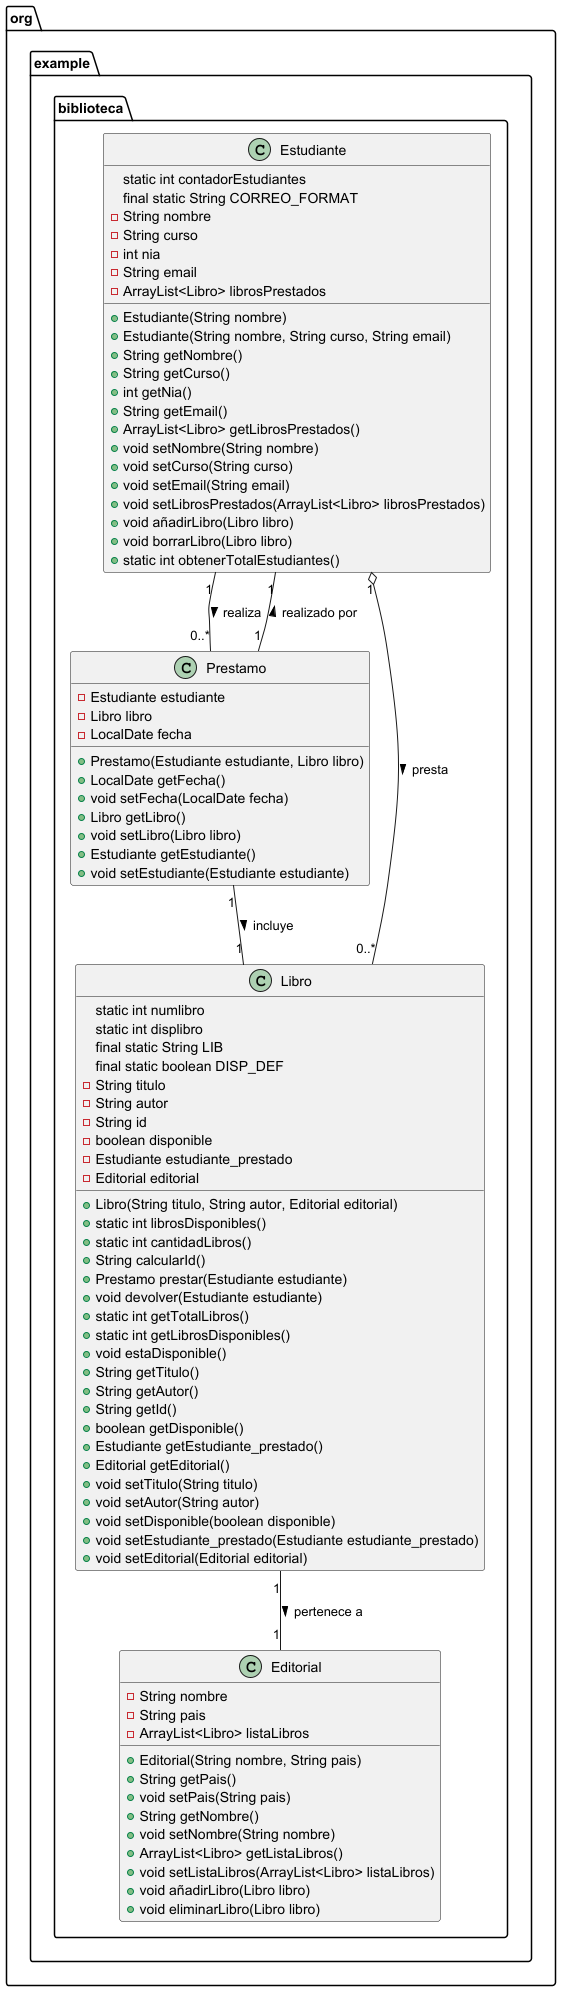 org
example
biblioteca
C Estudiante
static int contadorEstudiantes
final static String CORREO_FORMAT
String nombre
String curso
int nia
String email
ArrayList<Libro> librosPrestados
Estudiante(String nombre)
Estudiante(String nombre, String curso, String email)
String getNombre()
String getCurso()
int getNia()
String getEmail()
ArrayList<Libro> getLibrosPrestados()
void setNombre(String nombre)
void setCurso(String curso)
void setEmail(String email)
void setLibrosPrestados(ArrayList<Libro> librosPrestados)
void añadirLibro(Libro libro)
void borrarLibro(Libro libro)
static int obtenerTotalEstudiantes()
1 1 1
realiza realizado por
0..* 1
C Prestamo
Estudiante estudiante
Libro libro
LocalDate fecha
Prestamo(Estudiante estudiante, Libro libro)
LocalDate getFecha()
void setFecha(LocalDate fecha)
Libro getLibro()
void setLibro(Libro libro)
Estudiante getEstudiante()
void setEstudiante(Estudiante estudiante)
presta
1
incluye
1 0..*
C Libro
static int numlibro
static int displibro
final static String LIB
final static boolean DISP_DEF
String titulo
String autor
String id
boolean disponible
Estudiante estudiante_prestado
Editorial editorial
Libro(String titulo, String autor, Editorial editorial)
static int librosDisponibles()
static int cantidadLibros()
String calcularId()
Prestamo prestar(Estudiante estudiante)
void devolver(Estudiante estudiante)
static int getTotalLibros()
static int getLibrosDisponibles()
void estaDisponible()
String getTitulo()
String getAutor()
String getId()
boolean getDisponible()
Estudiante getEstudiante_prestado()
Editorial getEditorial()
void setTitulo(String titulo)
void setAutor(String autor)
void setDisponible(boolean disponible)
void setEstudiante_prestado(Estudiante estudiante_prestado)
void setEditorial(Editorial editorial)
1
pertenece a
1
C Editorial
String nombre
String pais
ArrayList<Libro> listaLibros
Editorial(String nombre, String pais)
String getPais()
void setPais(String pais)
String getNombre()
void setNombre(String nombre)
ArrayList<Libro> getListaLibros()
void setListaLibros(ArrayList<Libro> listaLibros)
void añadirLibro(Libro libro)
void eliminarLibro(Libro libro)